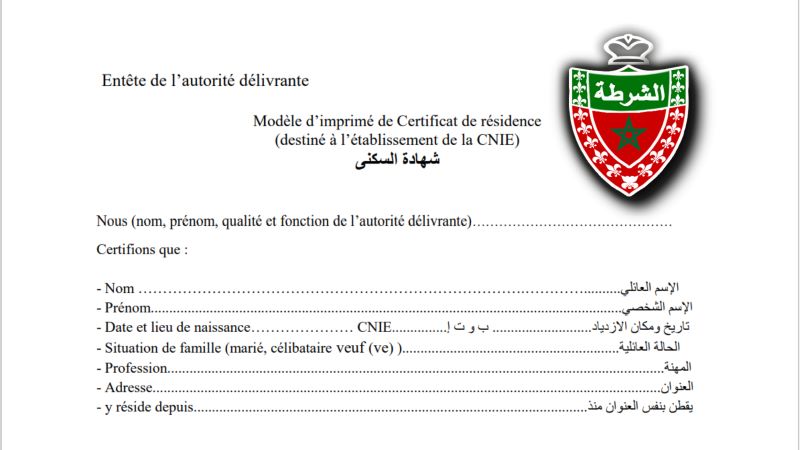 الشرطة
Entête de l’autorité délivrante
Modèle d’imprimé de Certificat de résidence
(destiné à l’établissement de la CNIE)
شهادة السكنى
Nous (nom, prénom, qualité et fonction de l’autorité délivrante)……………………………………
Certifions que :
- Nom ……………………………………………………………………………..........الإسم العائلي
- Prénom..............................................................................................................الإسم الشخصي
- Date et lieu de naissance………………… CNIE...............ب و ت إ ...........................تاريخ ومكان الازدياد
- Situation de famille (marié, célibataire veuf (ve) )..........................................................الحالة العائلية
- Profession....................................................................................................................................المهنة
- Adresse.......................................................................................................................................العنوان
- y réside depuis.........................................................................................................يقطن بنفس العنوان منذ